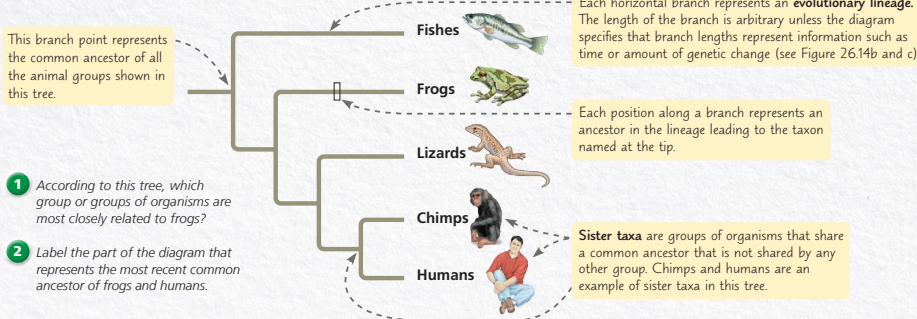 Each horizontal branch represents an evolutionary lineage.
The length of the branch is arbitrary unless the diagram
specifies that branch lengths represent information such as
time or amount of genetic change (see Figure 26.14b and c)
This branch point represents
the common ancestor of all
the animal groups shown in
this tree.
Fishes
Frogs
Each position along a branch represents an
ancestor in the lineage leading to the taxon
named at the tip.
Lizards
1 According to this tree, which
group or groups of organisms are
most closely related to frogs?
Chimps
2 Label the part of the diagram that
represents the most recent common
ancestor of frogs and humans.
Sister taxa are groups of organisms that share
a common ancestor that is not shared by any
other group. Chimps and humans are an
example of sister taxa in this tree.
Humans